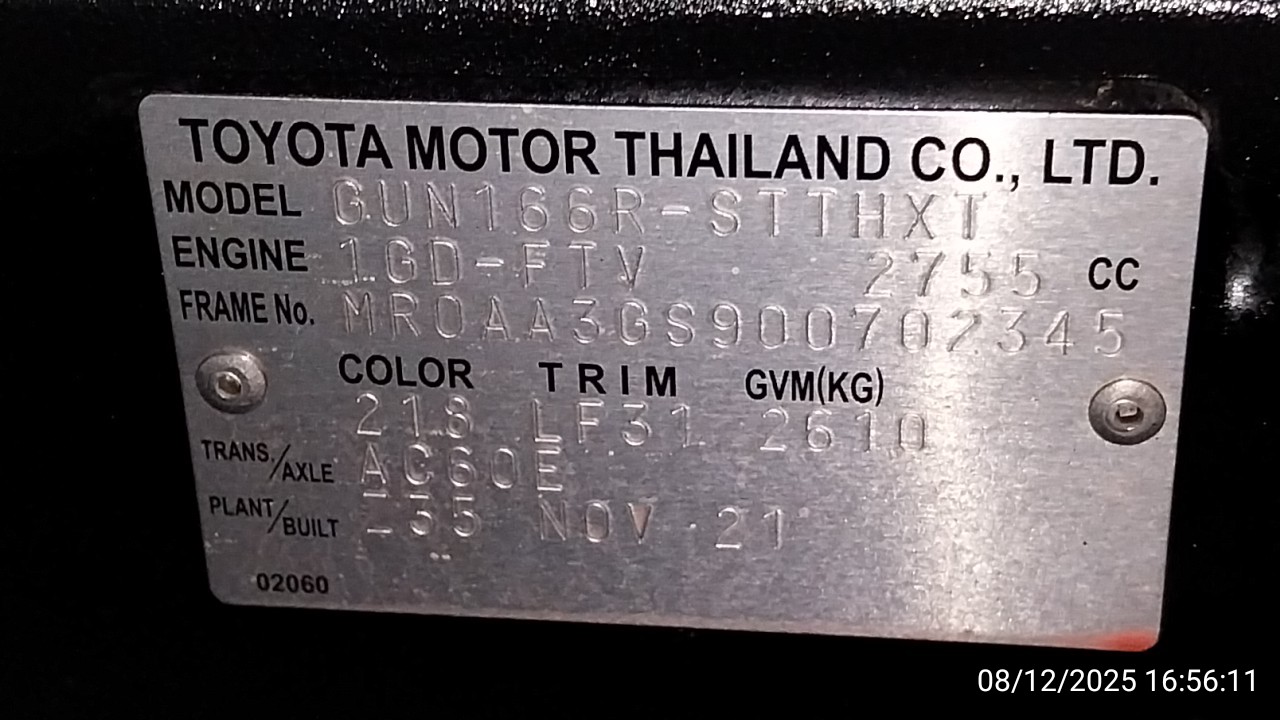 TOYOTA MOTOR THAILAND CO., LTD.
MODEL GUN166R-STTHXT
ENGINE 1GD-FTV 2755 CC
FRAME No. MR0AA3GS900702345
COLOR TRIM GVM(KG)
218 LF31 2610
TRANS./AXLE AC60E
PLANT/BUILT NOV 21
02060
08/12/2025 16:56:11